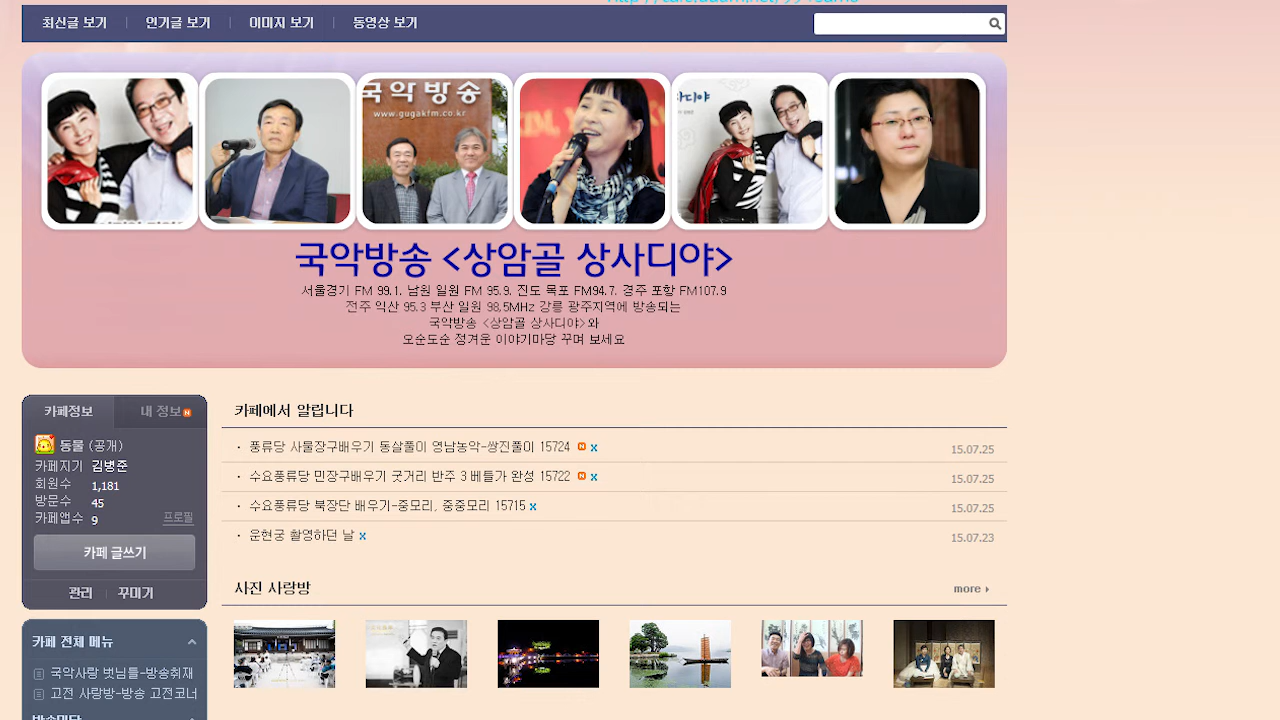 최신글 보기 | 인기글 보기 | 이미지 보기 | 동영상 보기
국악방송
www.gugakfm.co.kr
국악방송 <상암골 상사디야>
서울경기 FM 99.1, 남원 일원 FM 95.9, 진도 목포 FM94.7, 경주 포항 FM107.9
전주 익산 95.3 부산 일원 98,5MHz 강릉 광주지역에 방송되는
국악방송 <상암골 상사디야>와
오순도순 정겨운 이야기마당 꾸며 보세요
카페정보 내 정보 N
동물 (공개)
카페지기 김병준
회원수 1,181
방문수 45
카페앱수 9 프로필
카페 글쓰기
관리 | 꾸미기
카페 전체 메뉴
국악사랑 벗님들-방송취재
고전 사랑방-방송 고전코너
카페에서 알립니다
· 풍류당 사물장구배우기 동살풀이 영남농악-쌍진풀이 15724 N x 15.07.25
· 수요풍류당 민장구배우기 굿거리 반주 3 베틀가 완성 15722 N x 15.07.25
· 수요풍류당 북장단 배우기-중모리, 중중모리 15715 x 15.07.25
· 운현궁 촬영하던 날 x 15.07.23
사진 사랑방 more